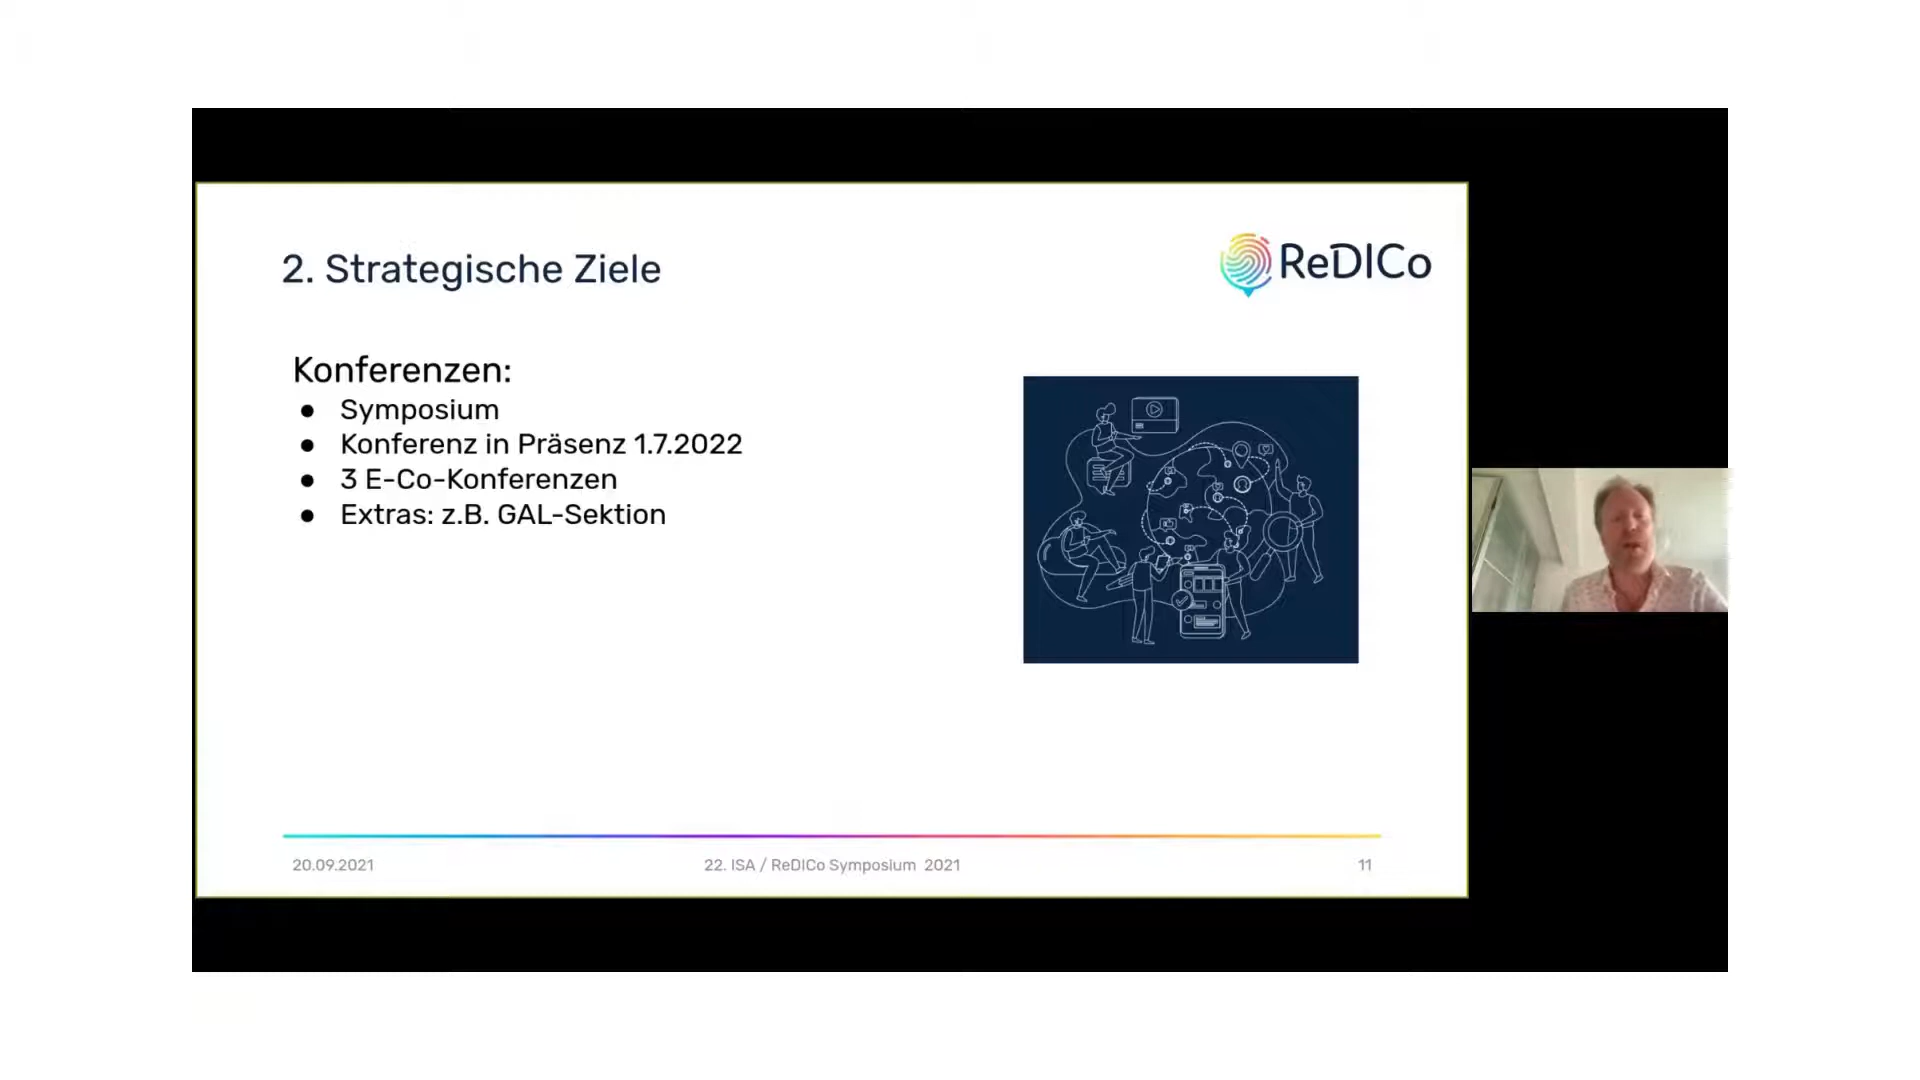 2. Strategische Ziele
ReDICo
Konferenzen:
● Symposium
● Konferenz in Präsenz 1.7.2022
● 3 E-Co-Konferenzen
● Extras: z.B. GAL-Sektion
20.09.2021
22. ISA / ReDICo Symposium 2021
11